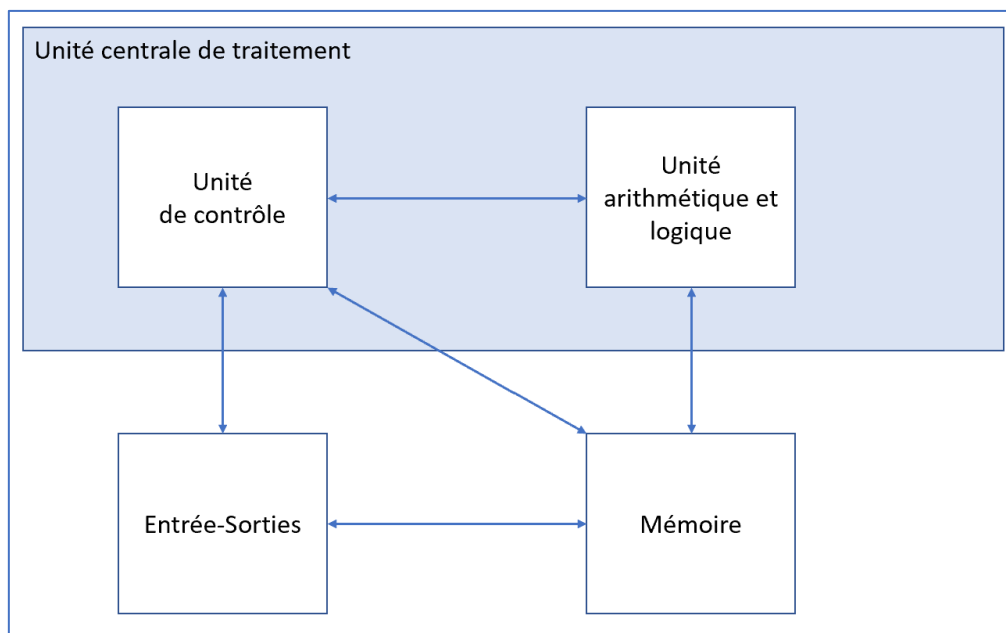 Unité centrale de traitement
Unité
de contrôle
Unité
arithmétique et
logique
Entrée-Sorties
Mémoire